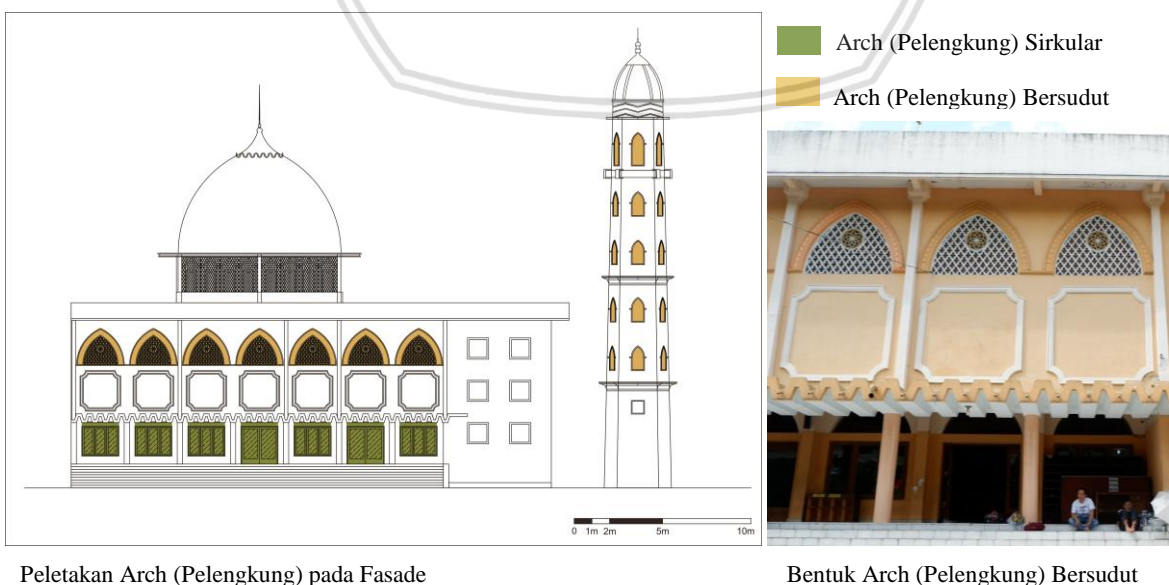 Arch (Pelengkung) Sirkular
Arch (Pelengkung) Bersudut
0 1m 2m 5m 10m
Peletakan Arch (Pelengkung) pada Fasade
Bentuk Arch (Pelengkung) Bersudut